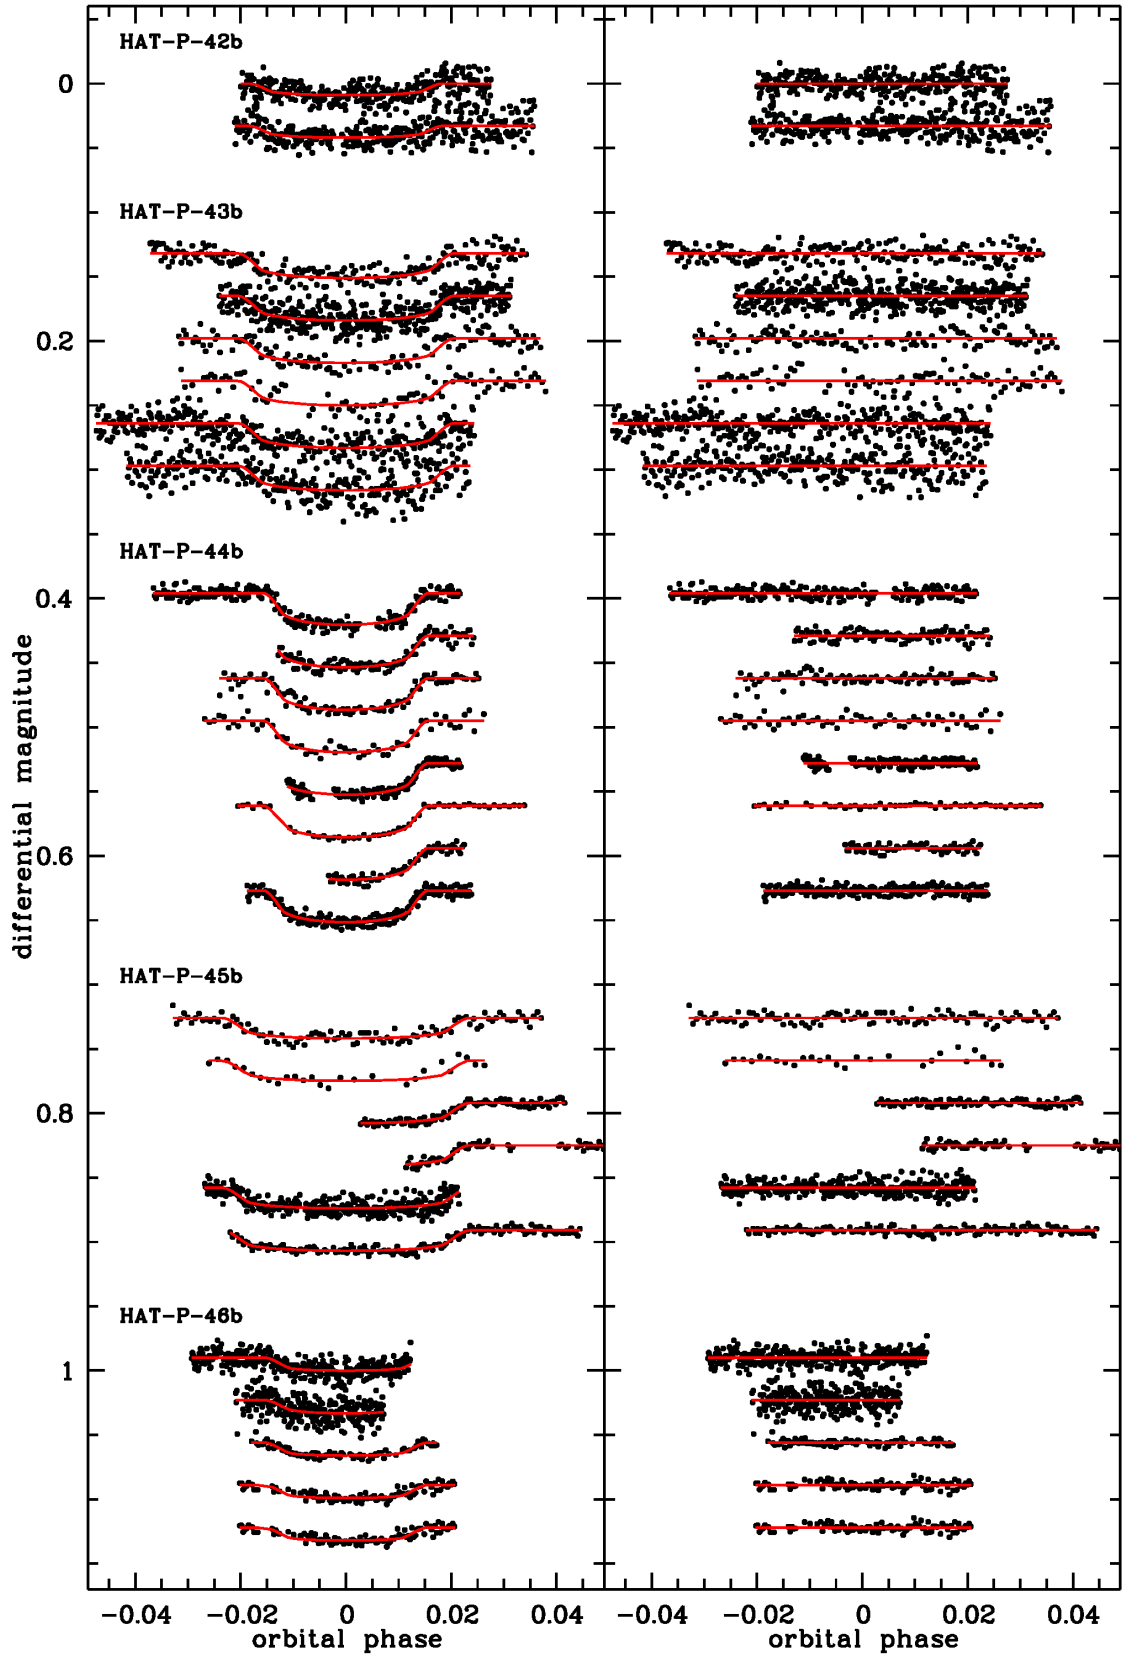 HAT-P-42b
0
HAT-P-43b
0.2
HAT-P-44b
0.4
differential magnitude
0.6
HAT-P-45b
0.8
HAT-P-46b
1
-0.04 -0.02 0 0.02 0.04 -0.04 -0.02 0 0.02 0.04
orbital phase orbital phase